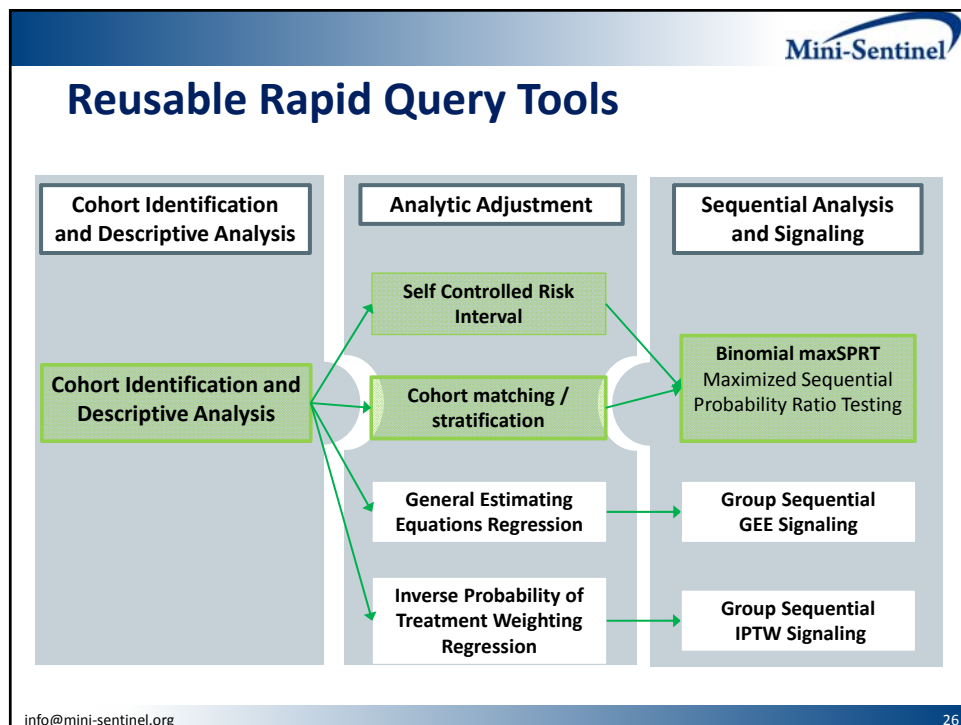 Mini-Sentinel
Reusable Rapid Query Tools
Cohort Identification
and Descriptive Analysis
Analytic Adjustment
Sequential Analysis
and Signaling
Self Controlled Risk
Interval
Cohort Identification and
Descriptive Analysis
Cohort matching /
stratification
Binomial maxSPRT
Maximized Sequential
Probability Ratio Testing
General Estimating
Equations Regression
Group Sequential
GEE Signaling
Inverse Probability of
Treatment Weighting
Regression
Group Sequential
IPTW Signaling
info@mini-sentinel.org
26